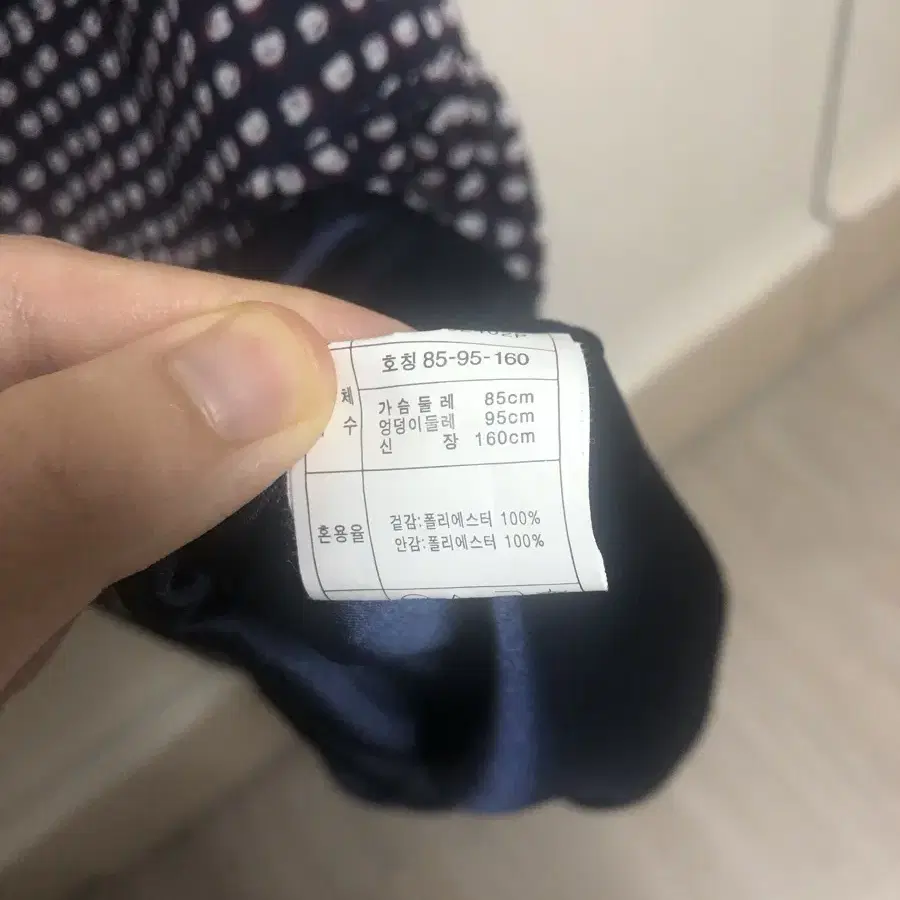 호칭 85-95-160
체 가슴둘레 85cm
수 엉덩이둘레 95cm
신 장 160cm
혼용율
겉감:폴리에스터 100%
안감:폴리에스터 100%